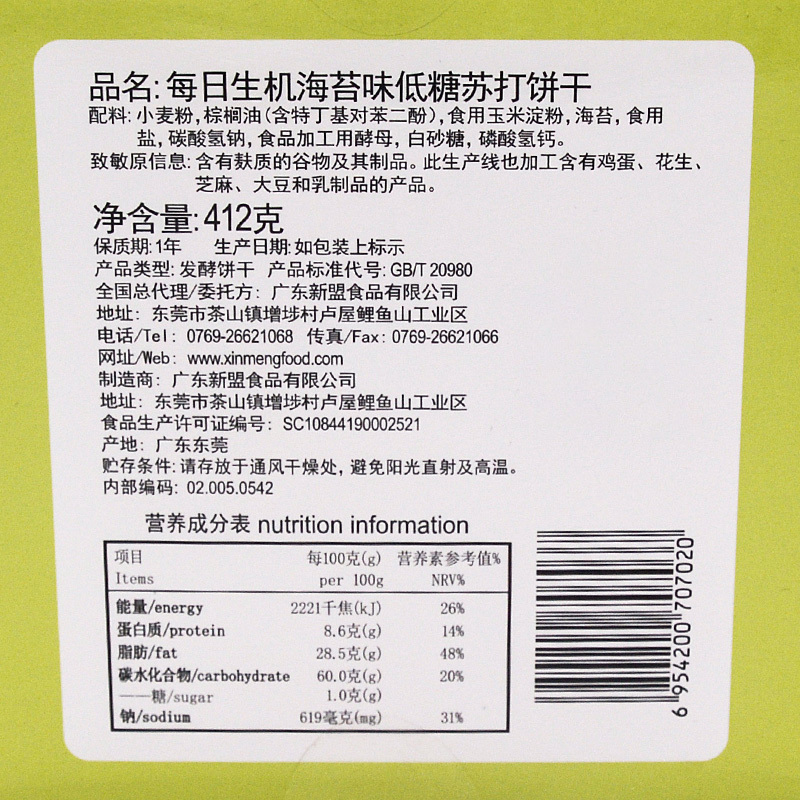 品名: 每日生机海苔味低糖苏打饼干
配料: 小麦粉, 棕榈油(含特丁基对苯二酚), 食用玉米淀粉, 海苔, 食用
盐, 碳酸氢钠, 食品加工用酵母, 白砂糖, 磷酸氢钙。
致敏原信息: 含有麸质的谷物及其制品。此生产线也加工含有鸡蛋、花生、
芝麻、大豆和乳制品的产品。
净含量: 412克
保质期: 1年 生产日期: 如包装上标示
产品类型: 发酵饼干 产品标准代号: GB/T 20980
全国总代理/委托方: 广东新盟食品有限公司
地址: 东莞市茶山镇增埗村卢屋鲤鱼山工业区
电话/Tel: 0769-26621068 传真/Fax: 0769-26621066
网址/Web: www.xinmengfood.com
制造商: 广东新盟食品有限公司
地址: 东莞市茶山镇增埗村卢屋鲤鱼山工业区
食品生产许可证编号: SC10844190002521
产地: 广东东莞
贮存条件: 请存放于通风干燥处, 避免阳光直射及高温。
内部编码: 02.005.0542
营养成分表 nutrition information
项目 每100克(g) 营养素参考值%
Items per 100g NRV%
能量/energy 2221千焦(kJ) 26%
蛋白质/protein 8.6克(g) 14%
脂肪/fat 28.5克(g) 48%
碳水化合物/carbohydrate 60.0克(g) 20%
——糖/sugar 1.0克(g)
钠/sodium 619毫克(mg) 31%
6 954200 707020